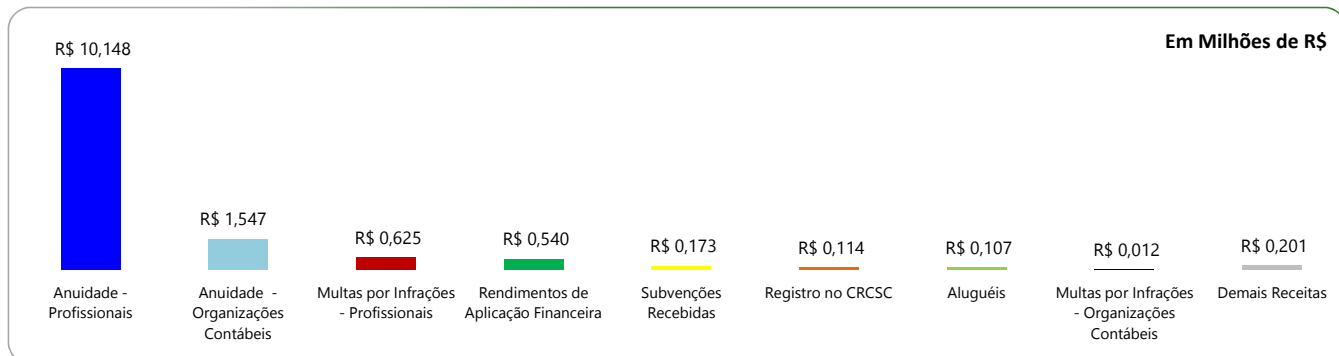 Em Milhões de R$
R$ 10,148
R$ 1,547
R$ 0,625
R$ 0,540
R$ 0,173
R$ 0,114
R$ 0,107
R$ 0,012
R$ 0,201
Anuidade -
Profissionais
Anuidade -
Organizações
Contábeis
Multas por Infrações
- Profissionais
Rendimentos de
Aplicação Financeira
Subvenções
Recebidas
Registro no CRCSC
Aluguéis
Multas por Infrações
- Organizações
Contábeis
Demais Receitas